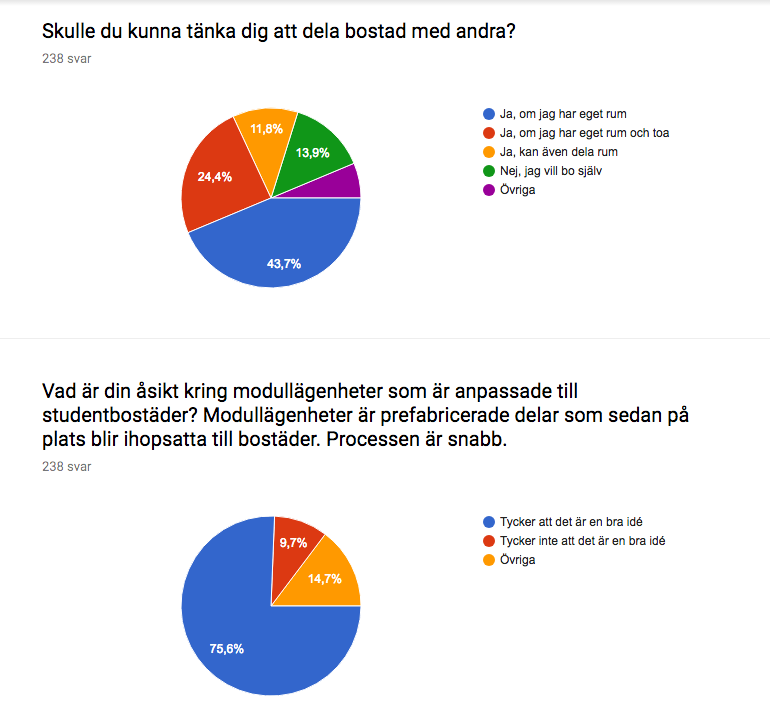 Skulle du kunna tänka dig att dela bostad med andra?
238 svar
11,8%
13,9%
24,4%
43,7%
Ja, om jag har eget rum
Ja, om jag har eget rum och toa
Ja, kan även dela rum
Nej, jag vill bo själv
Övriga
Vad är din åsikt kring modullägenheter som är anpassade till
studentbostäder? Modullägenheter är prefabricerade delar som sedan på
plats blir ihopsatta till bostäder. Processen är snabb.
238 svar
9,7%
14,7%
75,6%
Tycker att det är en bra idé
Tycker inte att det är en bra idé
Övriga